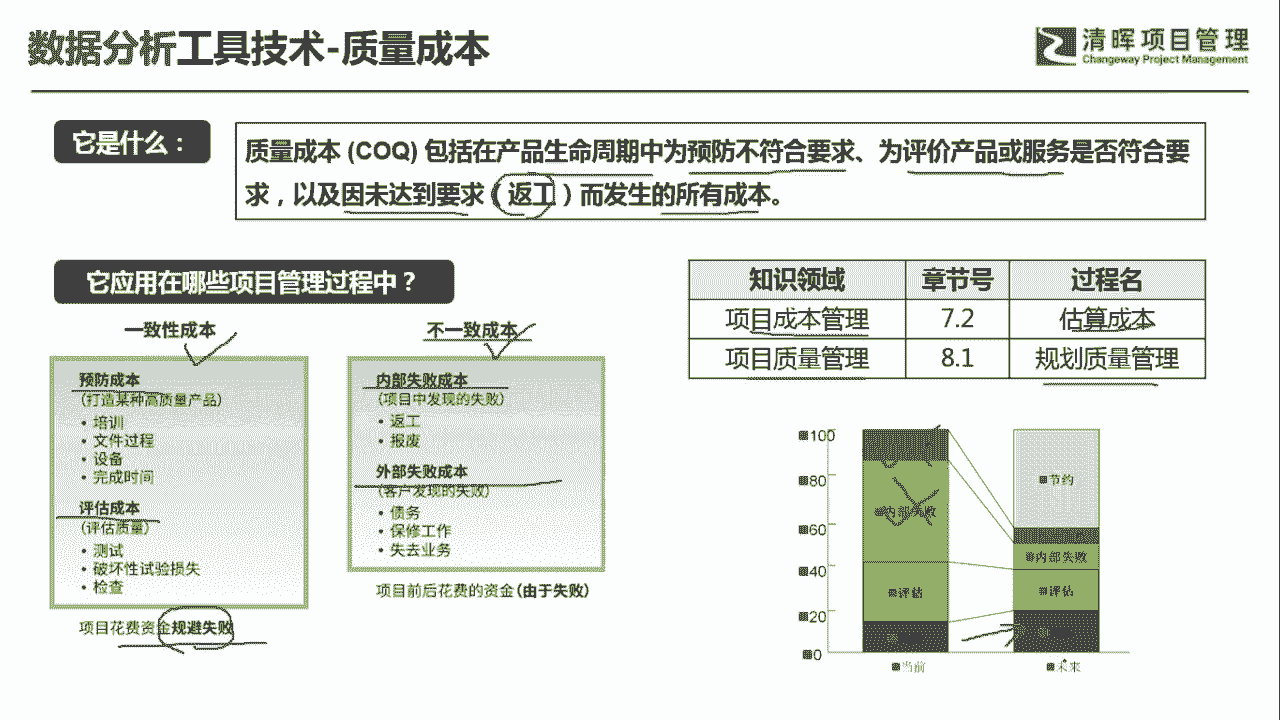 数据分析工具技术-质量成本
清晖项目管理
Changeway Project Management
它是什么：
质量成本 (COQ) 包括在产品生命周期中为预防不符合要求、为评价产品或服务是否符合要
求，以及因未达到要求（返工）而发生的所有成本。
它应用在哪些项目管理过程中？
知识领域 章节号 过程名
项目成本管理 7.2 估算成本
项目质量管理 8.1 规划质量管理
一致性成本
预防成本
(打造某种高质量产品)
• 培训
• 文件过程
• 设备
• 完成时间
评估成本
(评估质量)
• 测试
• 破坏性试验损失
• 检查
项目花费资金规避失败
不一致成本
内部失败成本
(项目中发现的失败)
• 返工
• 报废
外部失败成本
(客户发现的失败)
• 债务
• 保修工作
• 失去业务
项目前后花费的资金(由于失败)
100
80
60
40
20
0
内部失败
评估
当前
节约
内部失败
评估
未来